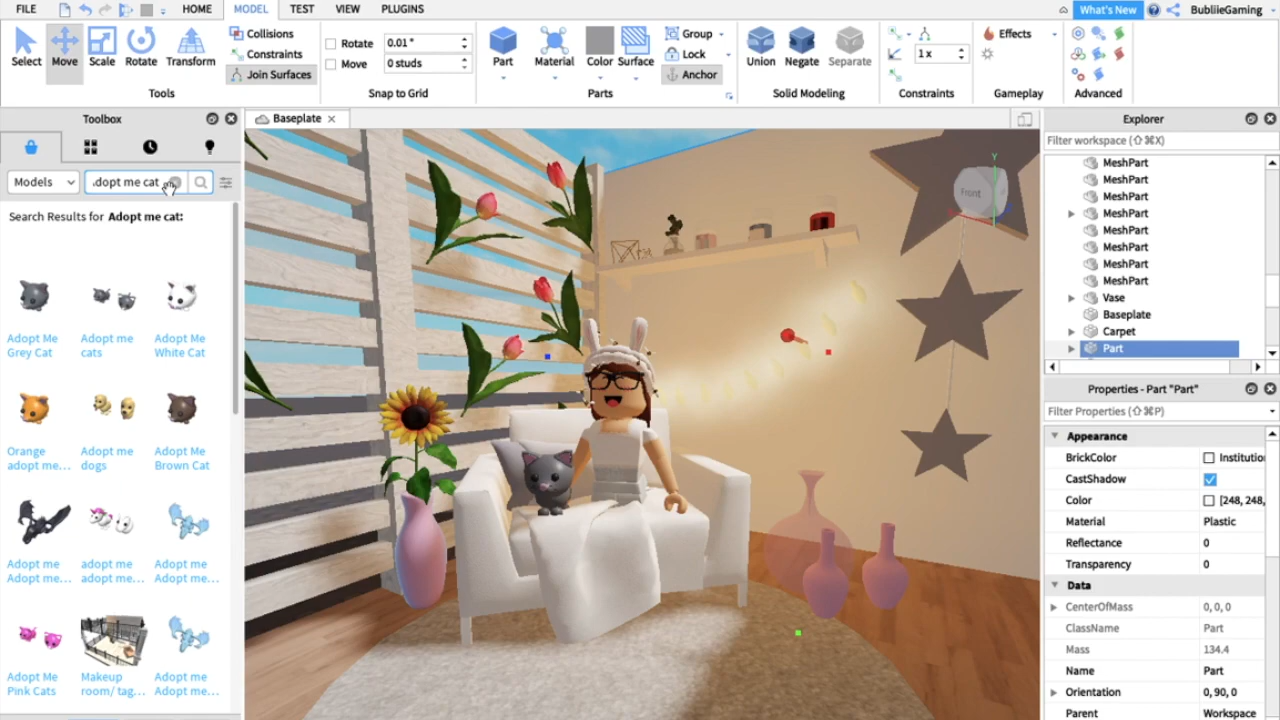 FILE HOME MODEL TEST VIEW PLUGINS What's New BubliieGaming
Select Move Scale Rotate Transform
Collisions
Constraints
Join Surfaces
Tools
Rotate 0.01 °
Move 0 studs
Snap to Grid
Part Material Color Surface
Group
Lock
Anchor
Parts
Union Negate Separate
Solid Modeling
1 x
Constraints
Effects
Gameplay
Advanced
Toolbox
Models
.dopt me cat
Search Results for Adopt me cat:
Adopt Me Adopt me Adopt Me
Grey Cat cats White Cat
Orange Adopt me Adopt Me
adopt me... dogs Brown Cat
Adopt me adopt me Adopt me
Adopt me... adopt me... Adopt Me...
Adopt Me Makeup Adopt me
Pink Cats room/ tag... Adopt Me...
Baseplate
Front
Y
Explorer
Filter workspace (⇧⌘X)
MeshPart
MeshPart
MeshPart
MeshPart
MeshPart
MeshPart
MeshPart
MeshPart
Vase
Baseplate
Carpet
Part
Properties - Part "Part"
Filter Properties (⇧⌘P)
Appearance
BrickColor Institution
CastShadow
Color [248, 248,
Material Plastic
Reflectance 0
Transparency 0
Data
CenterOfMass 0, 0, 0
ClassName Part
Mass 134.4
Name Part
Orientation 0, 90, 0
Parent Workspace